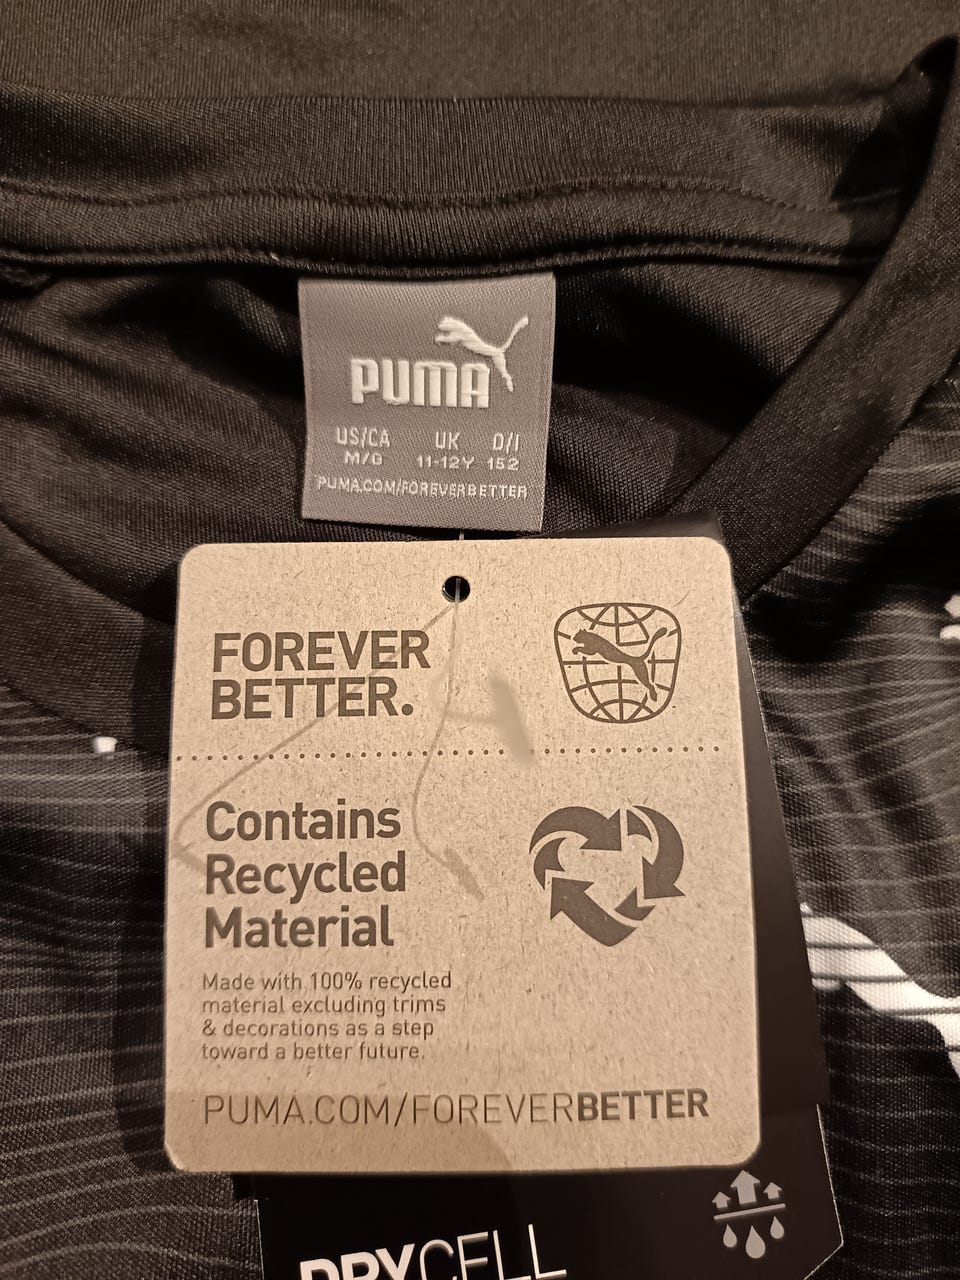 PUMA
US/CA UK D/I
M/G 11-12Y 152
PUMA.COM/FOREVERBETTER
FOREVER
BETTER.
Contains
Recycled
Material
Made with 100% recycled
material excluding trims
& decorations as a step
toward a better future.
PUMA.COM/FOREVERBETTER
DRYCELL